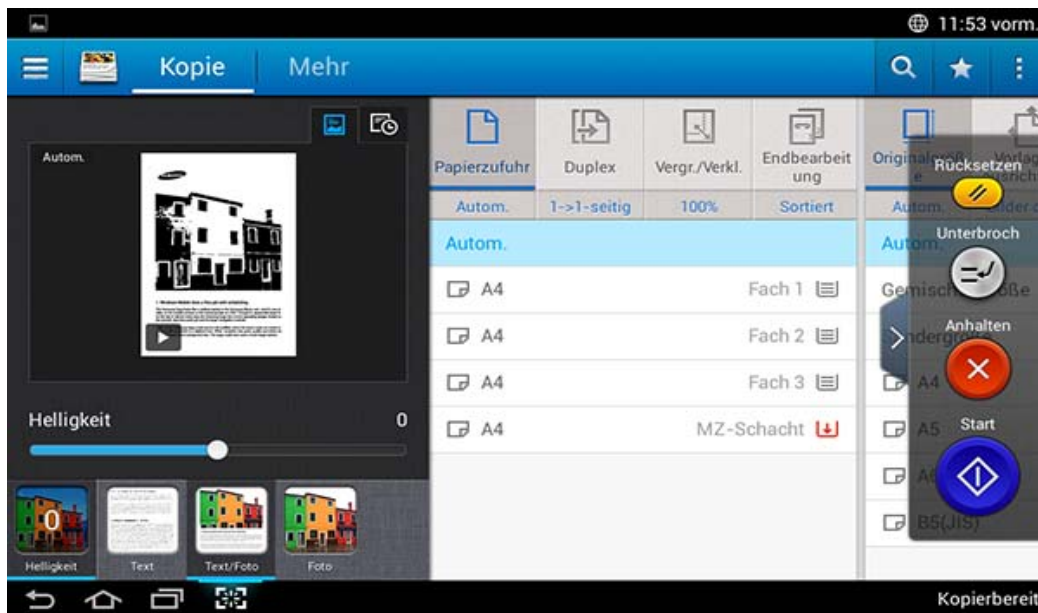 11:53 vorm.
Kopie
Mehr
Autom.
Papierzufuhr
Duplex
Vergr./Verkl.
Endbearbeit
ung
Autom.
1->1-seitig
100%
Sortiert
Autom.
A4 Fach 1
A4 Fach 2
A4 Fach 3
A4 MZ-Schacht
Helligkeit 0
0
Helligkeit
Text
Text/Foto
Foto
Autom.
A4
A5
B5(JIS)
Rücksetzen
Unterbroch
Anhalten
Start
Kopierbereit